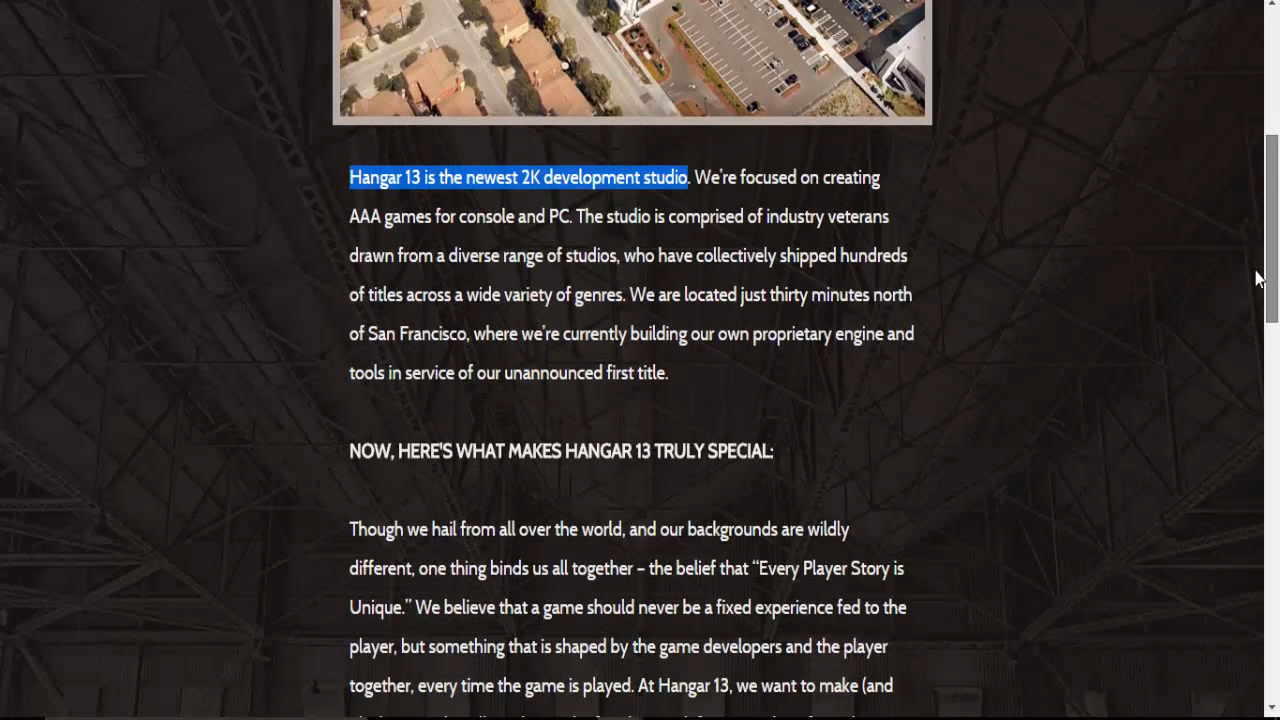 Hangar 13 is the newest 2K development studio. We’re focused on creating
AAA games for console and PC. The studio is comprised of industry veterans
drawn from a diverse range of studios, who have collectively shipped hundreds
of titles across a wide variety of genres. We are located just thirty minutes north
of San Francisco, where we’re currently building our own proprietary engine and
tools in service of our unannounced first title.
NOW, HERE'S WHAT MAKES HANGAR 13 TRULY SPECIAL:
Though we hail from all over the world, and our backgrounds are wildly
different, one thing binds us all together – the belief that “Every Player Story is
Unique.” We believe that a game should never be a fixed experience fed to the
player, but something that is shaped by the game developers and the player
together, every time the game is played. At Hangar 13, we want to make (and